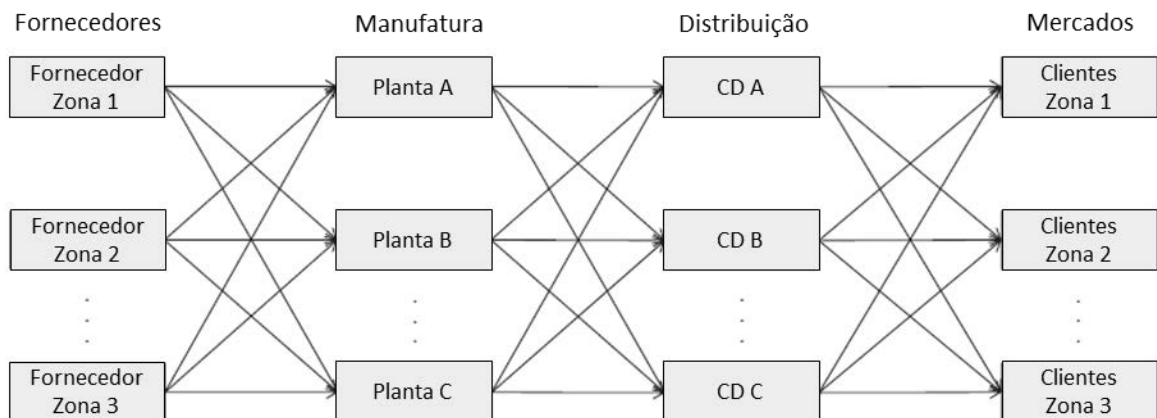 Fornecedores
Manufatura
Distribuição
Mercados
Fornecedor
Zona 1
Planta A
CD A
Clientes
Zona 1
Fornecedor
Zona 2
Planta B
CD B
Clientes
Zona 2
Fornecedor
Zona 3
Planta C
CD C
Clientes
Zona 3